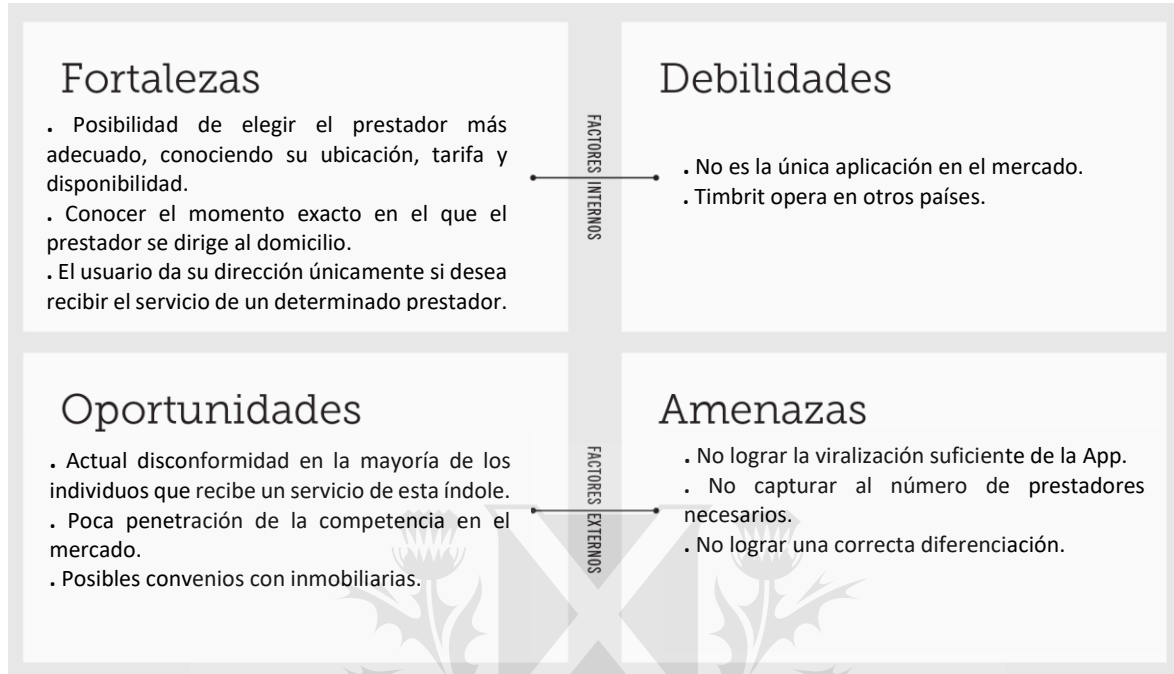 Fortalezas
. Posibilidad de elegir el prestador más
adecuado, conociendo su ubicación, tarifa y
disponibilidad.
. Conocer el momento exacto en el que el
prestador se dirige al domicilio.
. El usuario da su dirección únicamente si desea
recibir el servicio de un determinado prestador.
FACTORES INTERNOS
Debilidades
. No es la única aplicación en el mercado.
. Timbrit opera en otros países.
Oportunidades
. Actual disconformidad en la mayoría de los
individuos que recibe un servicio de esta índole.
. Poca penetración de la competencia en el
mercado.
. Posibles convenios con inmobiliarias.
FACTORES EXTERNOS
Amenazas
. No lograr la viralización suficiente de la App.
. No capturar al número de prestadores
necesarios.
. No lograr una correcta diferenciación.